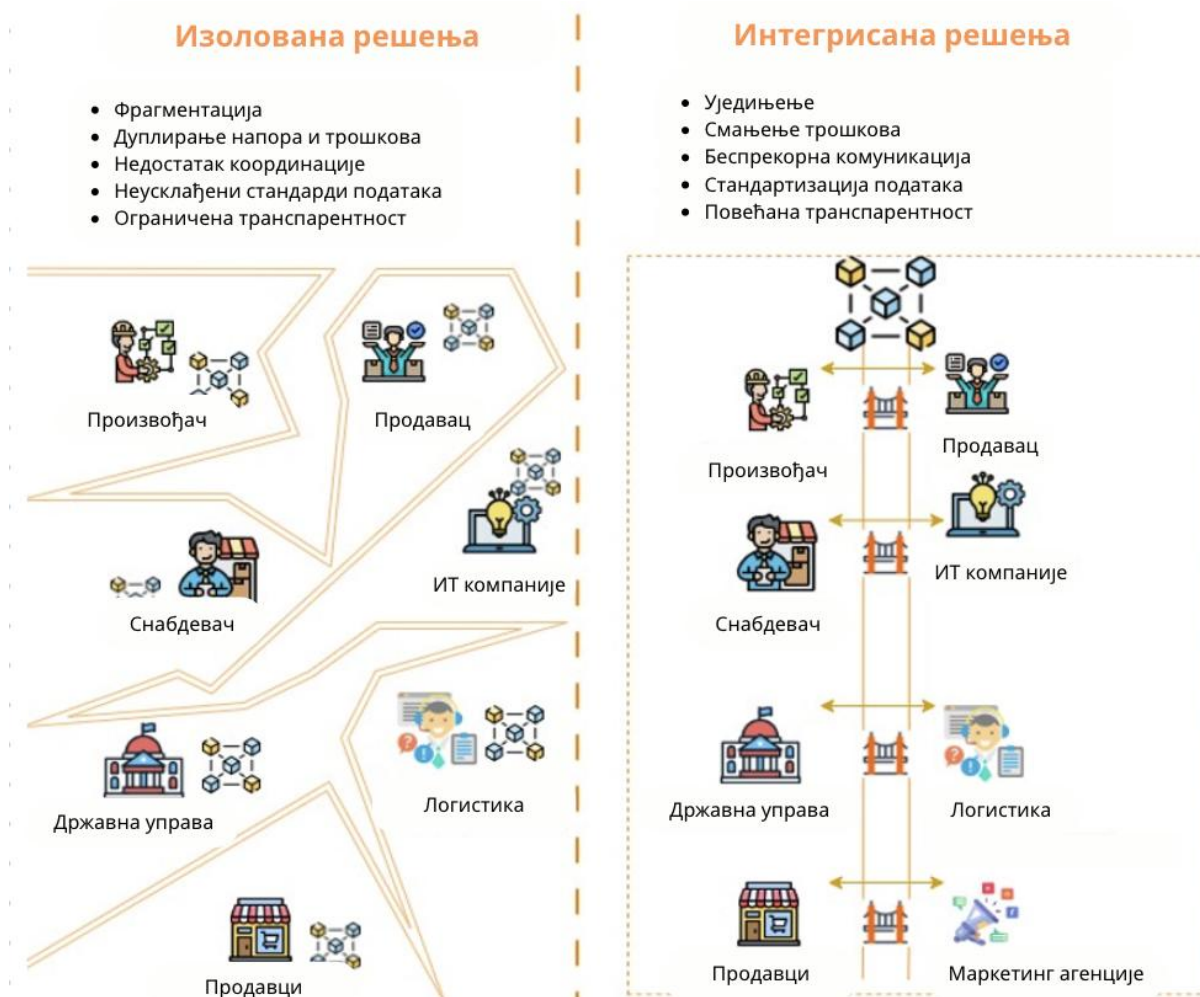 Изолована решења
Фрагментација
Дуплирање напора и трошкова
Недостатак координације
Неусклађени стандарди података
Ограничена транспарентност
Произвођач
Продавац
ИТ компаније
Снабдевач
Државна управа
Логистика
Продавци
Интегрисана решења
Уједињење
Смањење трошкова
Беспрекорна комуникација
Стандартизација података
Повећана транспарентност
Продавац
Произвођач
ИТ компаније
Снабдевач
Државна управа
Логистика
Продавци
Маркетинг агенције